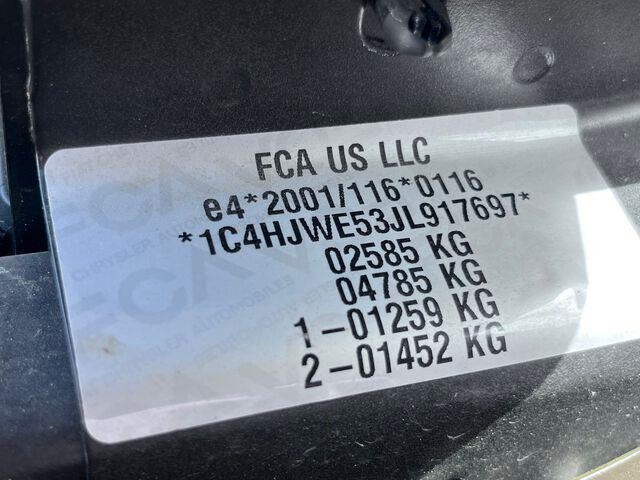 FCA US LLC
e4*2001/116*0116
*1C4HJWE53JL917697*
02585 KG
04785 KG
1-01259 KG
2-01452 KG